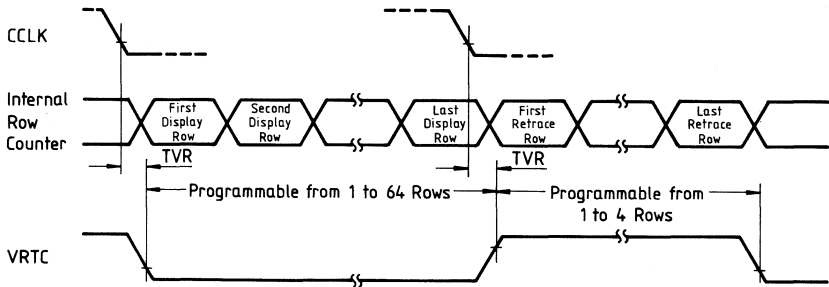 CCLK
Internal
Row
Counter
First
Display
Row
Second
Display
Row
Last
Display
Row
First
Retrace
Row
Last
Retrace
Row
TVR
TVR
Programmable from 1 to 64 Rows
Programmable from
1 to 4 Rows
VRTC